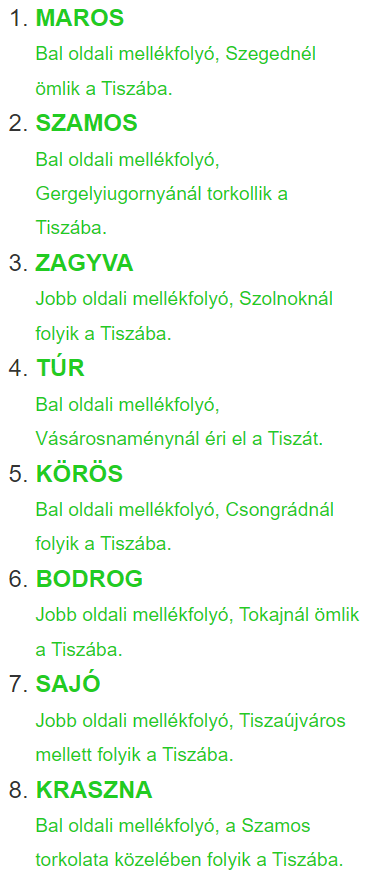 1. MAROS
Bal oldali mellékfolyó, Szegednél
ömlik a Tiszába.
2. SZAMOS
Bal oldali mellékfolyó,
Gergelyiugornyánál torkollik a
Tiszába.
3. ZAGYVA
Jobb oldali mellékfolyó, Szolnoknál
folyik a Tiszába.
4. TÚR
Bal oldali mellékfolyó,
Vásárosnaménynál éri el a Tiszát.
5. KÖRÖS
Bal oldali mellékfolyó, Csongrádnál
folyik a Tiszába.
6. BODROG
Jobb oldali mellékfolyó, Tokajnál ömlik
a Tiszába.
7. SAJÓ
Jobb oldali mellékfolyó, Tiszaújváros
mellett folyik a Tiszába.
8. KRASZNA
Bal oldali mellékfolyó, a Szamos
torkolata közelében folyik a Tiszába.